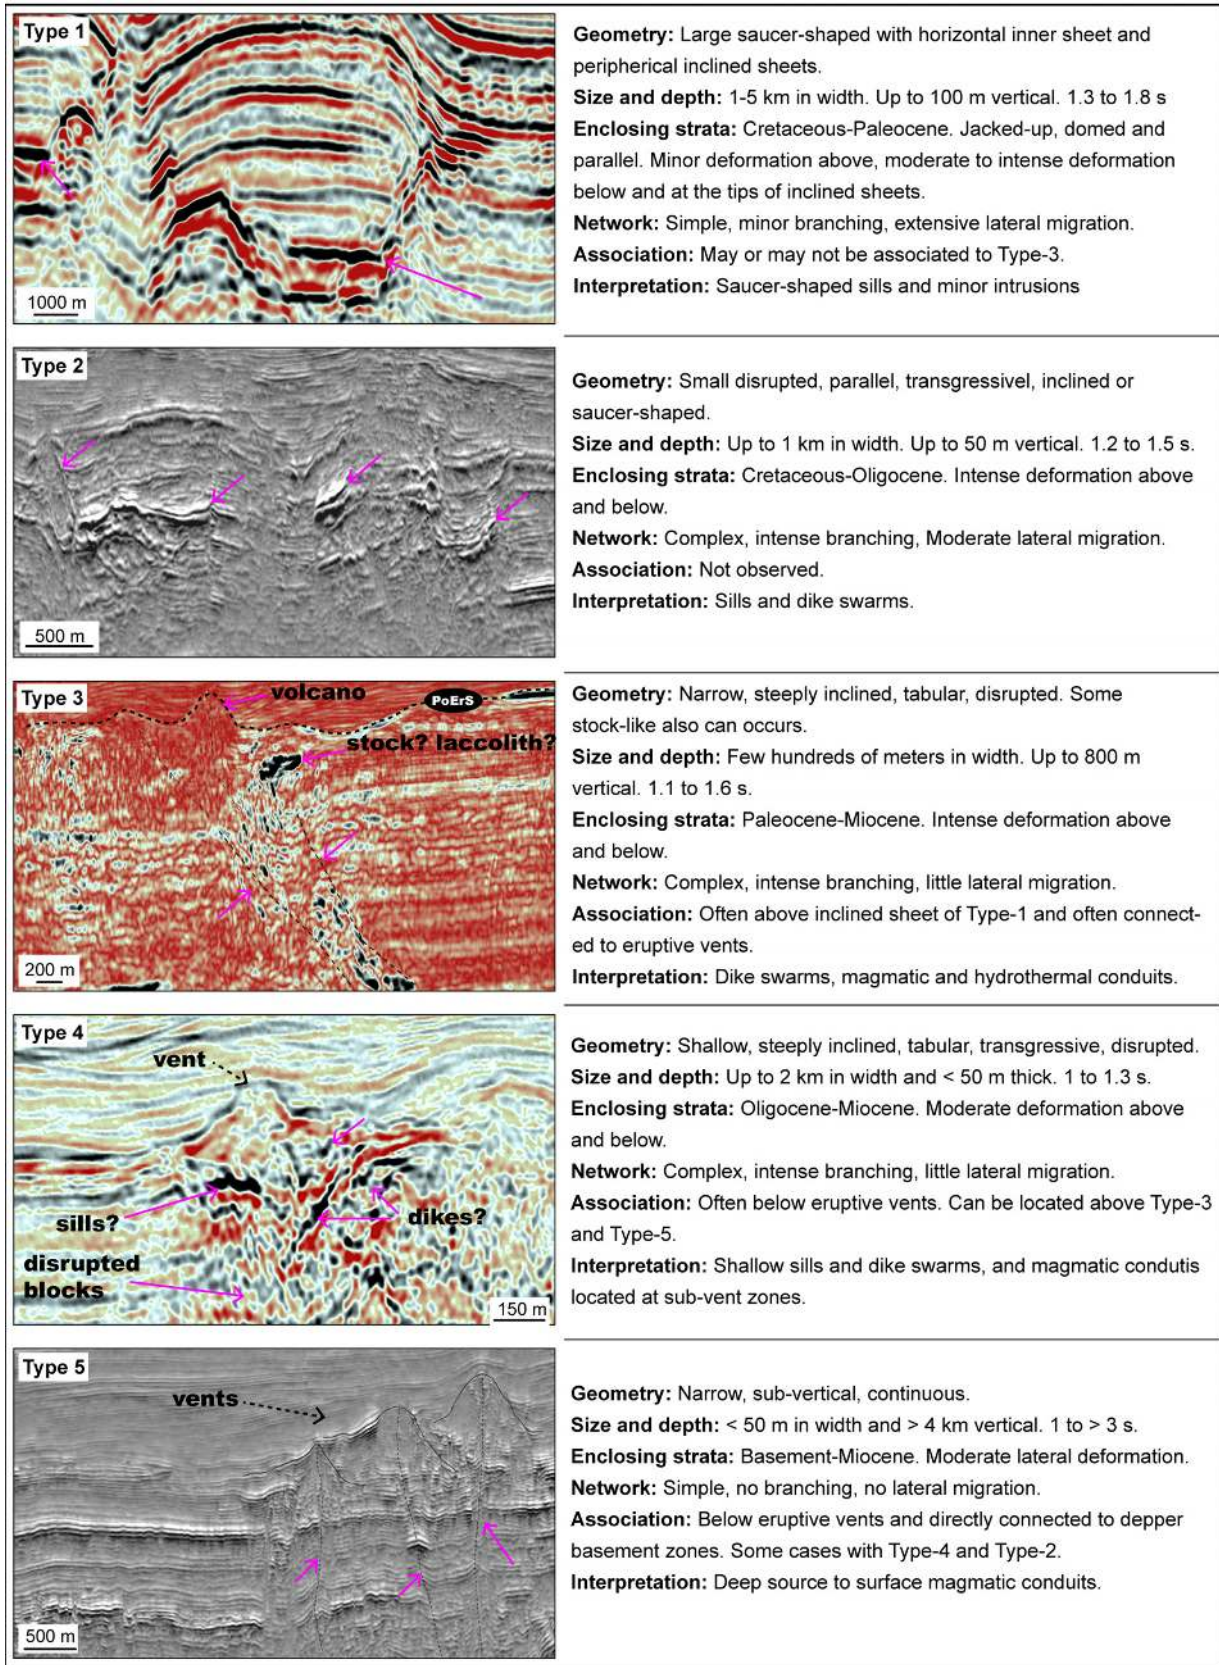 Type 1
1000 m
Geometry: Large saucer-shaped with horizontal inner sheet and
peripherical inclined sheets.
Size and depth: 1-5 km in width. Up to 100 m vertical. 1.3 to 1.8 s
Enclosing strata: Cretaceous-Paleocene. Jacked-up, domed and
parallel. Minor deformation above, moderate to intense deformation
below and at the tips of inclined sheets.
Network: Simple, minor branching, extensive lateral migration.
Association: May or may not be associated to Type-3.
Interpretation: Saucer-shaped sills and minor intrusions
Type 2
500 m
Geometry: Small disrupted, parallel, transgressivel, inclined or
saucer-shaped.
Size and depth: Up to 1 km in width. Up to 50 m vertical. 1.2 to 1.5 s.
Enclosing strata: Cretaceous-Oligocene. Intense deformation above
and below.
Network: Complex, intense branching, Moderate lateral migration.
Association: Not observed.
Interpretation: Sills and dike swarms.
Type 3
volcano
PoErS
stock? laccolith?
200 m
Geometry: Narrow, steeply inclined, tabular, disrupted. Some
stock-like also can occurs.
Size and depth: Few hundreds of meters in width. Up to 800 m
vertical. 1.1 to 1.6 s.
Enclosing strata: Paleocene-Miocene. Intense deformation above
and below.
Network: Complex, intense branching, little lateral migration.
Association: Often above inclined sheet of Type-1 and often connect-
ed to eruptive vents.
Interpretation: Dike swarms, magmatic and hydrothermal conduits.
Type 4
vent
sills?
dikes?
disrupted
blocks
150 m
Geometry: Shallow, steeply inclined, tabular, transgressive, disrupted.
Size and depth: Up to 2 km in width and < 50 m thick. 1 to 1.3 s.
Enclosing strata: Oligocene-Miocene. Moderate deformation above
and below.
Network: Complex, intense branching, little lateral migration.
Association: Often below eruptive vents. Can be located above Type-3
and Type-5.
Interpretation: Shallow sills and dike swarms, and magmatic condutis
located at sub-vent zones.
Type 5
vents
500 m
Geometry: Narrow, sub-vertical, continuous.
Size and depth: < 50 m in width and > 4 km vertical. 1 to > 3 s.
Enclosing strata: Basement-Miocene. Moderate lateral deformation.
Network: Simple, no branching, no lateral migration.
Association: Below eruptive vents and directly connected to depper
basement zones. Some cases with Type-4 and Type-2.
Interpretation: Deep source to surface magmatic conduits.